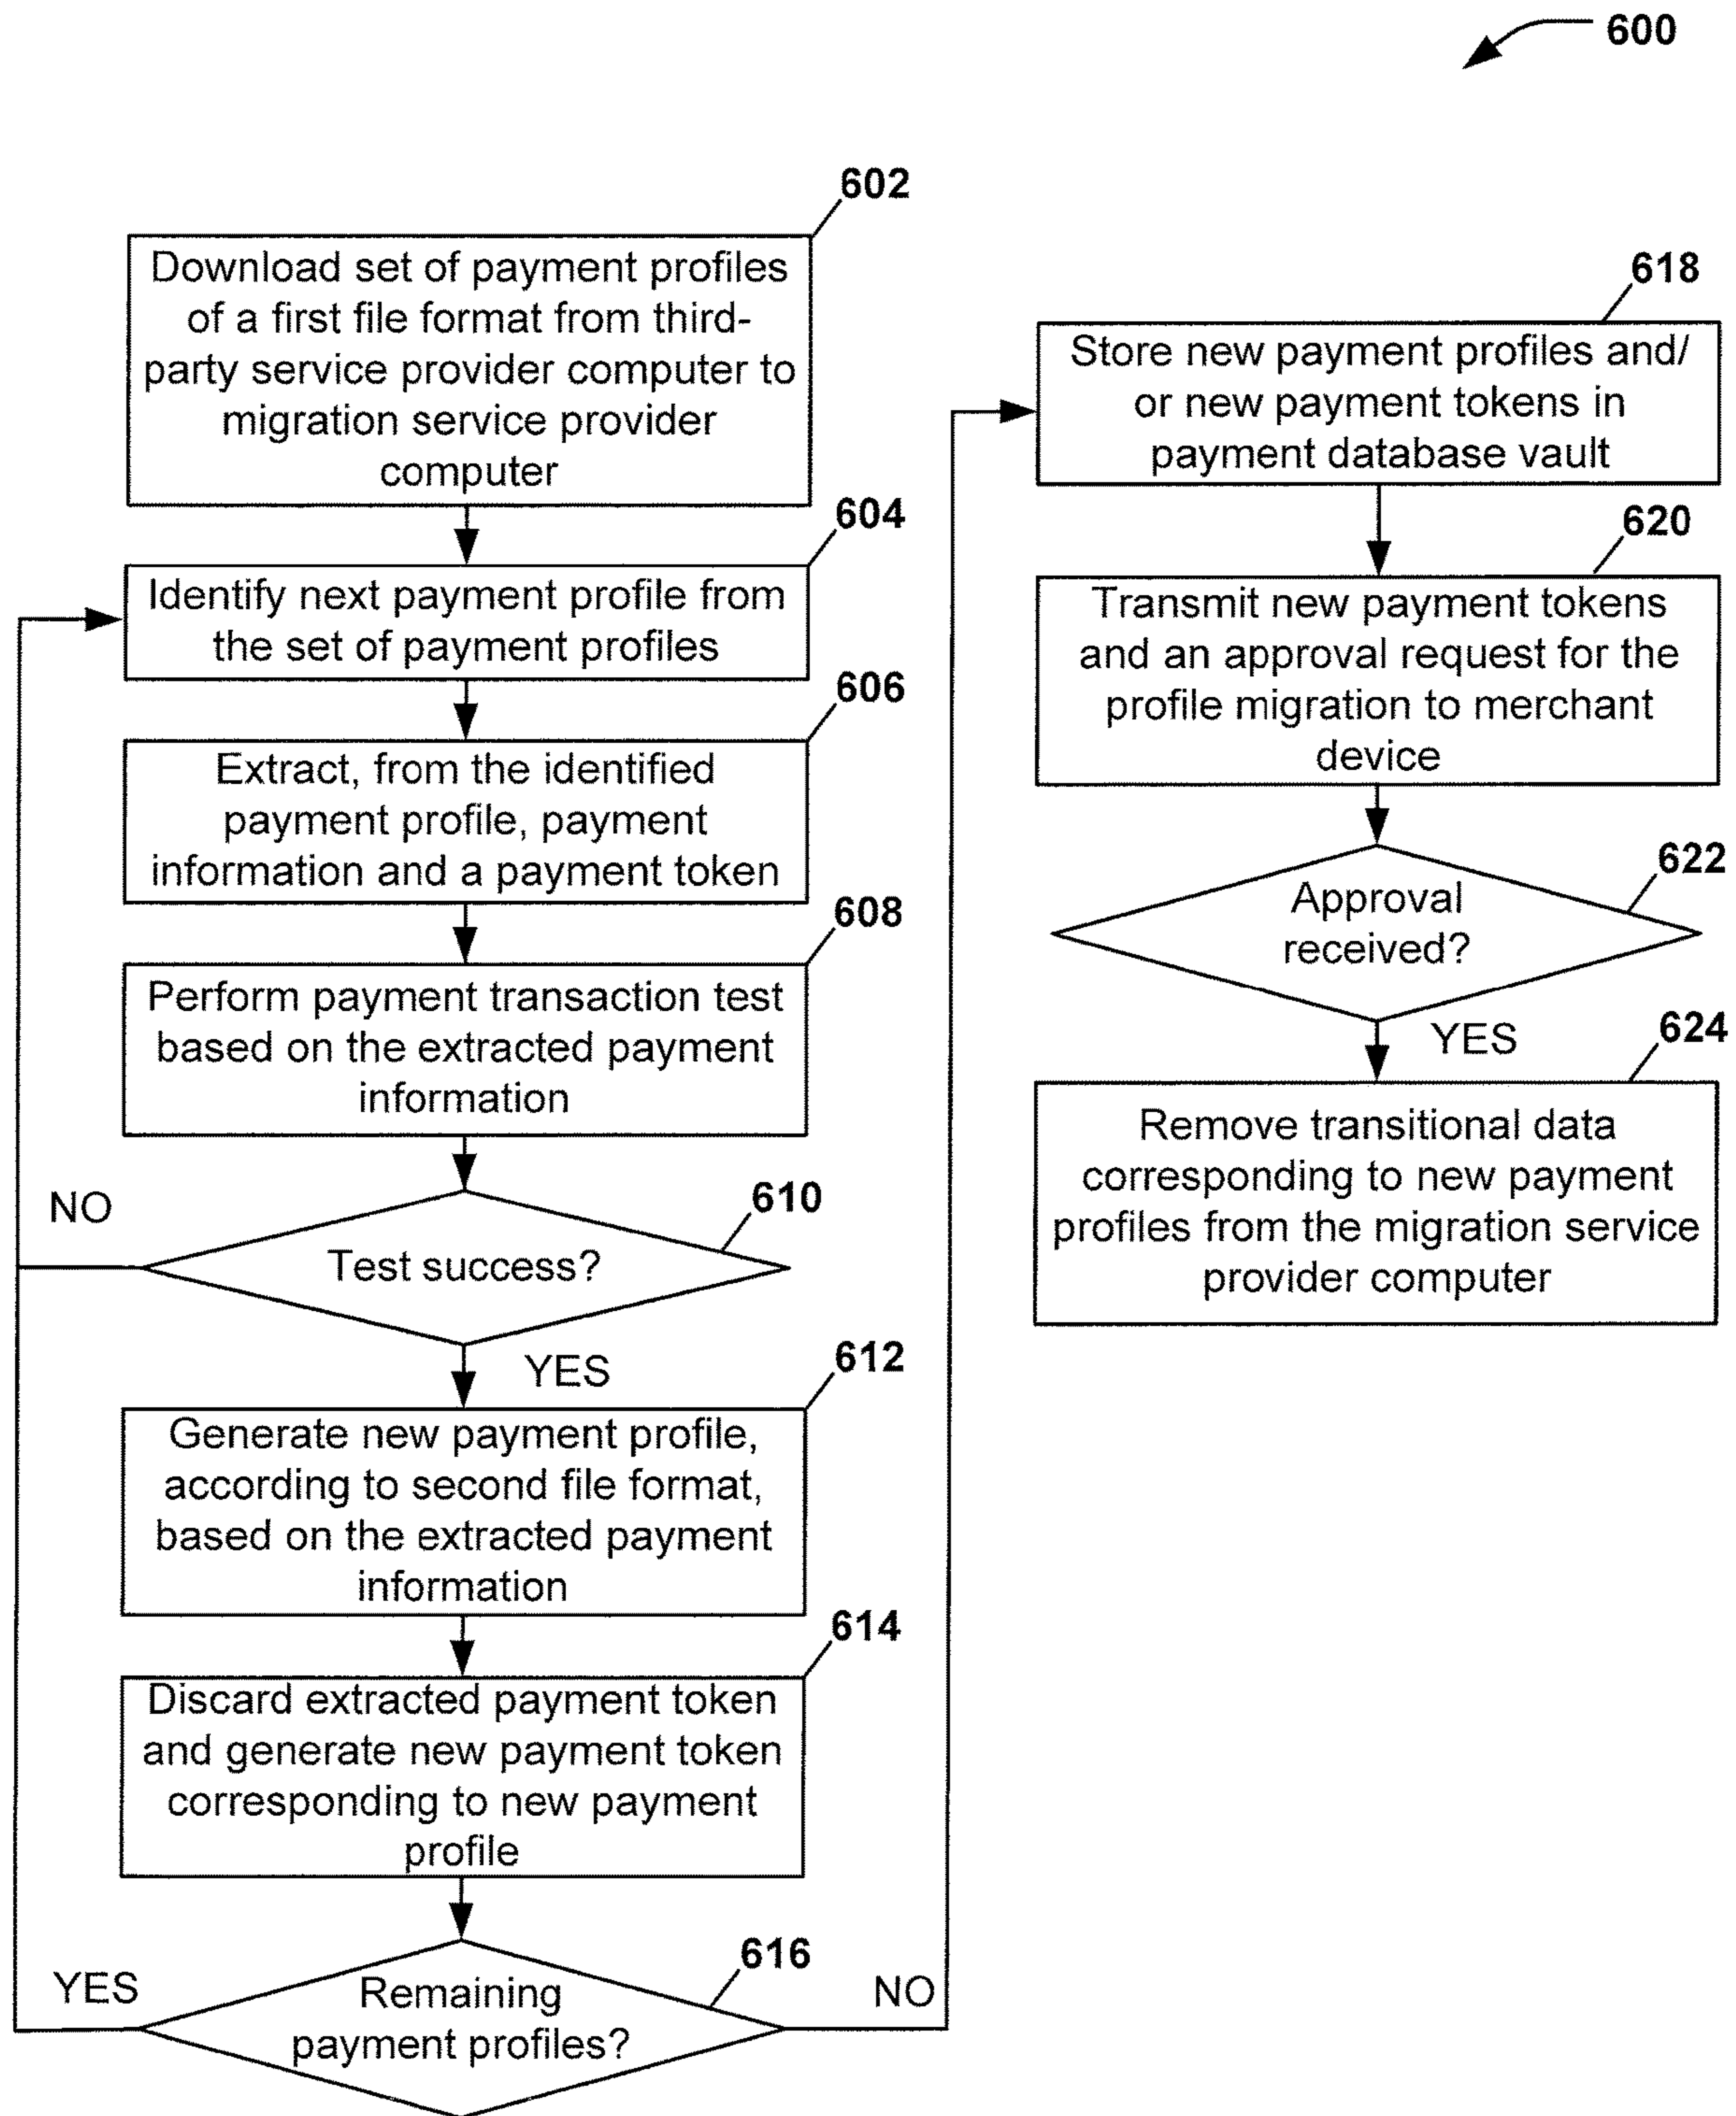 600
602
Download set of payment profiles
of a first file format from third-
party service provider computer to
migration service provider
computer
604
Identify next payment profile from
the set of payment profiles
606
Extract, from the identified
payment profile, payment
information and a payment token
608
Perform payment transaction test
based on the extracted payment
information
NO
610
Test success?
YES
612
Generate new payment profile,
according to second file format,
based on the extracted payment
information
614
Discard extracted payment token
and generate new payment token
corresponding to new payment
profile
616
YES
Remaining
payment profiles?
NO
618
Store new payment profiles and/
or new payment tokens in
payment database vault
620
Transmit new payment tokens
and an approval request for the
profile migration to merchant
device
622
Approval
received?
YES
624
Remove transitional data
corresponding to new payment
profiles from the migration service
provider computer